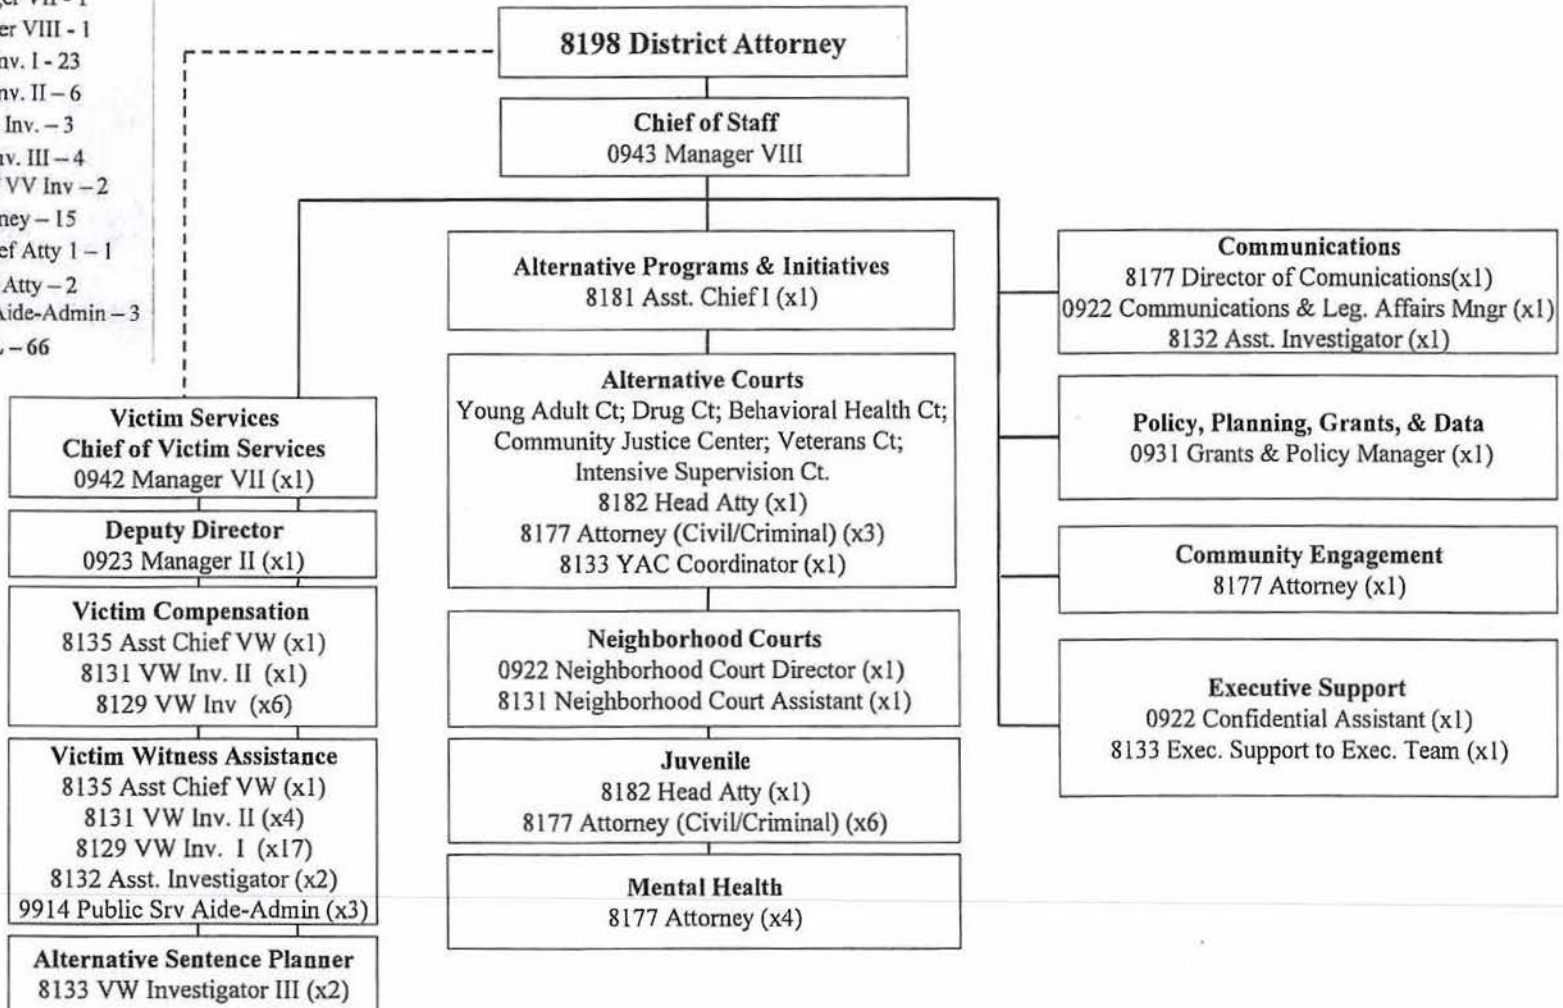 er VIII - 1
nv. I - 23
nv. II – 6
Inv. – 3
nv. III – 4
VV Inv – 2
ney – 15
ef Atty 1 – 1
Atty – 2
Aide-Admin – 3
– 66
8198 District Attorney
Chief of Staff
0943 Manager VIII
Victim Services
Chief of Victim Services
0942 Manager VII (x1)
Deputy Director
0923 Manager II (x1)
Victim Compensation
8135 Asst Chief VW (x1)
8131 VW Inv. II (x1)
8129 VW Inv (x6)
Victim Witness Assistance
8135 Asst Chief VW (x1)
8131 VW Inv. II (x4)
8129 VW Inv. I (x17)
8132 Asst. Investigator (x2)
9914 Public Srv Aide-Admin (x3)
Alternative Sentence Planner
8133 VW Investigator III (x2)
Alternative Programs & Initiatives
8181 Asst. Chief I (x1)
Alternative Courts
Young Adult Ct; Drug Ct; Behavioral Health Ct;
Community Justice Center; Veterans Ct;
Intensive Supervision Ct.
8182 Head Atty (x1)
8177 Attorney (Civil/Criminal) (x3)
8133 YAC Coordinator (x1)
Neighborhood Courts
0922 Neighborhood Court Director (x1)
8131 Neighborhood Court Assistant (x1)
Juvenile
8182 Head Atty (x1)
8177 Attorney (Civil/Criminal) (x6)
Mental Health
8177 Attorney (x4)
Communications
8177 Director of Comunications(x1)
0922 Communications & Leg. Affairs Mngr (x1)
8132 Asst. Investigator (x1)
Policy, Planning, Grants, & Data
0931 Grants & Policy Manager (x1)
Community Engagement
8177 Attorney (x1)
Executive Support
0922 Confidential Assistant (x1)
8133 Exec. Support to Exec. Team (x1)